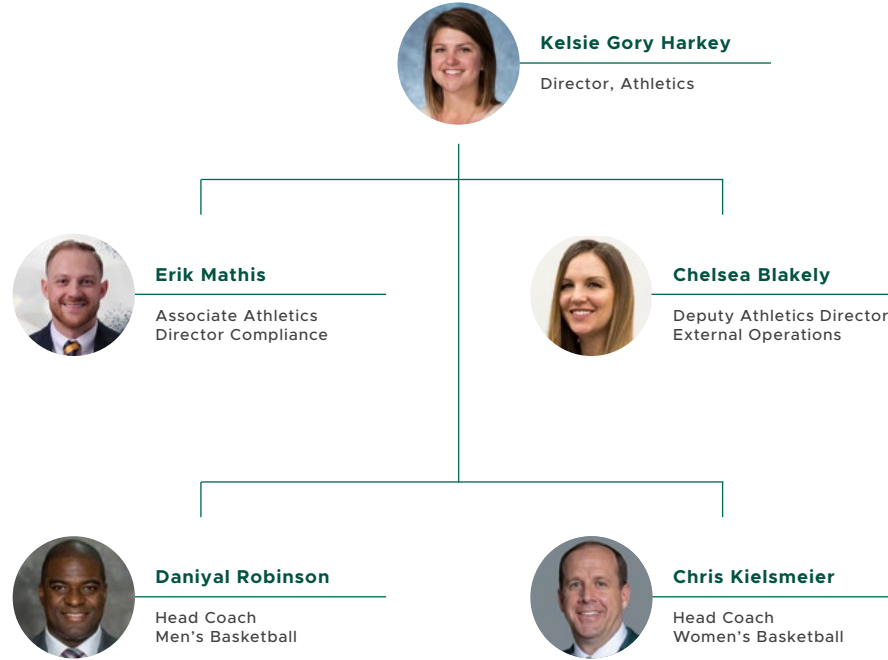 Kelsie Gory Harkey
Director, Athletics
Erik Mathis
Associate Athletics
Director Compliance
Chelsea Blakely
Deputy Athletics Director
External Operations
Daniyal Robinson
Head Coach
Men’s Basketball
Chris Kielsmeier
Head Coach
Women’s Basketball